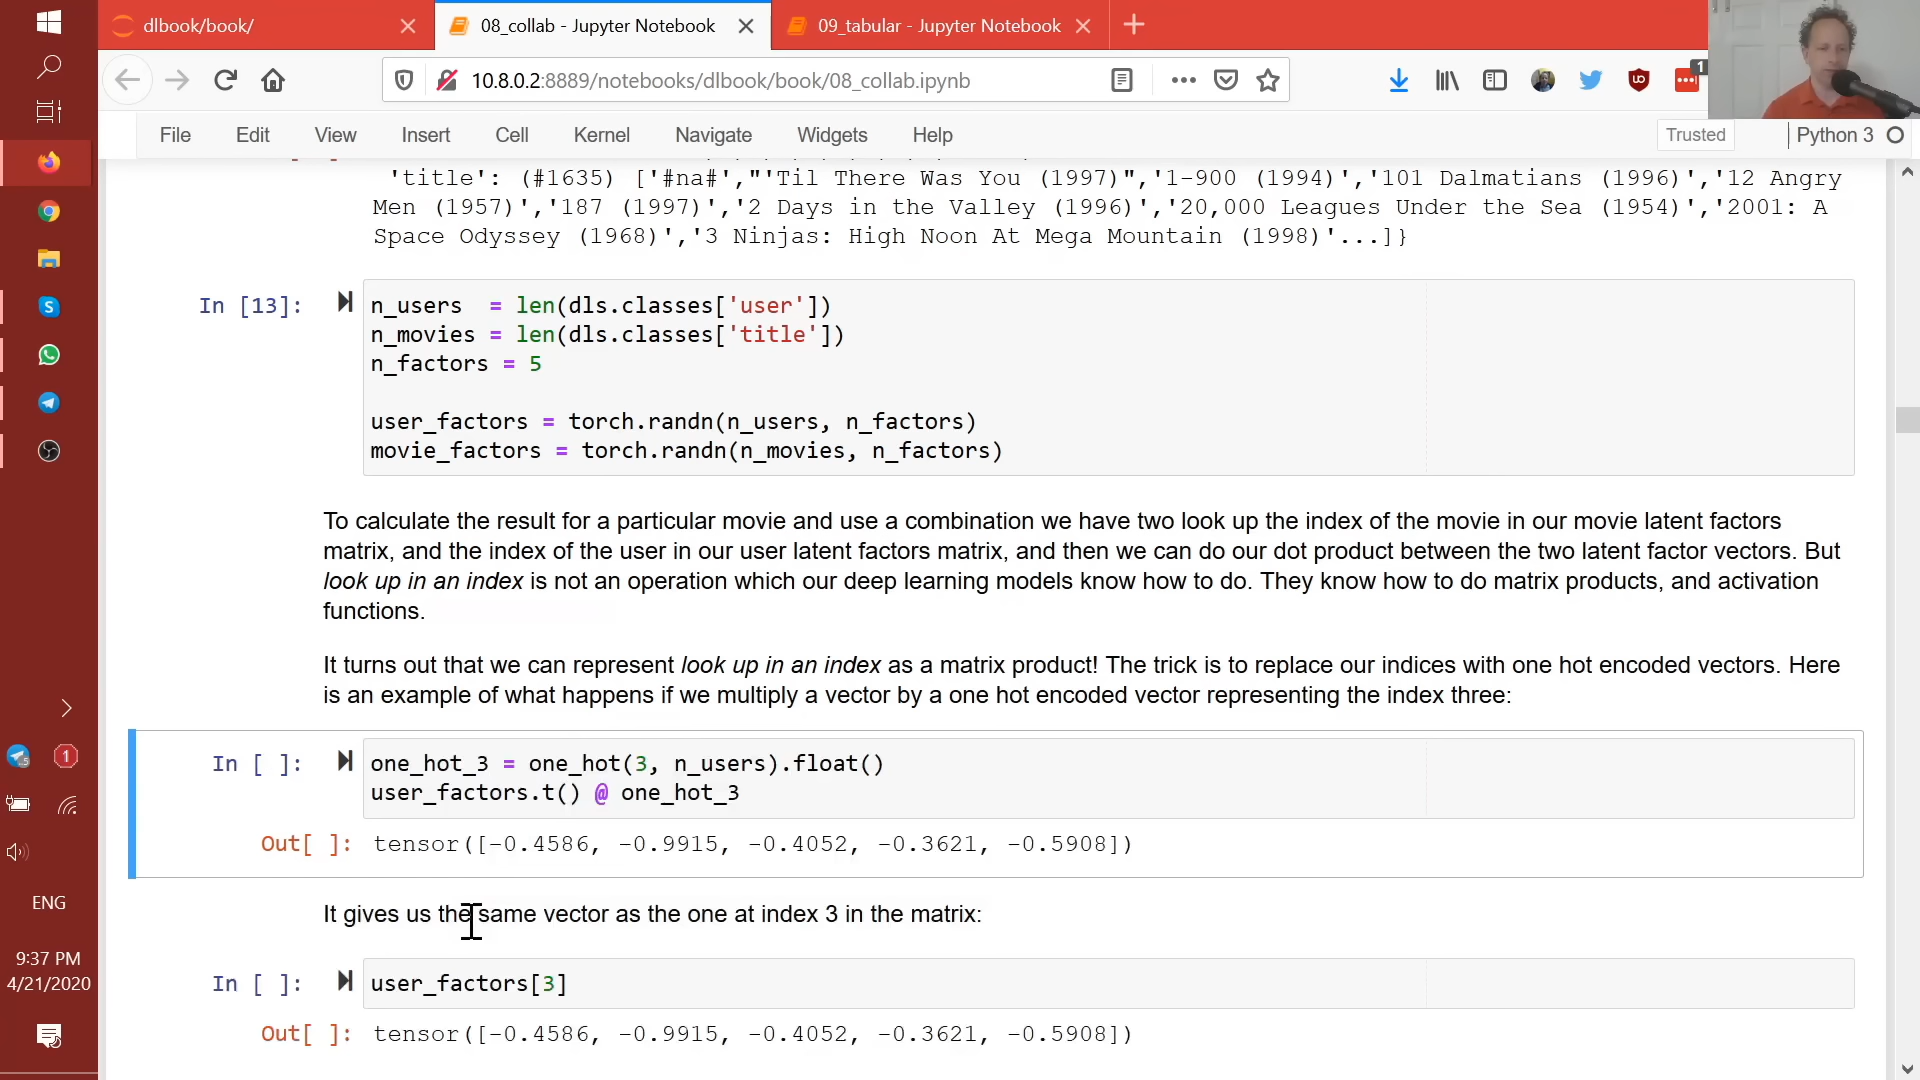 dlbook/book/
08_collab - Jupyter Notebook
09_tabular - Jupyter Notebook
10.8.0.2:8889/notebooks/dlbook/book/08_collab.ipynb
1
File Edit View Insert Cell Kernel Navigate Widgets Help
Trusted
Python 3
'title': (#1635) ['#na#',"'Til There Was You (1997)",'1-900 (1994)','101 Dalmatians (1996)','12 Angry
Men (1957)','187 (1997)','2 Days in the Valley (1996)','20,000 Leagues Under the Sea (1954)','2001: A
Space Odyssey (1968)','3 Ninjas: High Noon At Mega Mountain (1998)'...]}
In [13]:
n_users = len(dls.classes['user'])
n_movies = len(dls.classes['title'])
n_factors = 5
user_factors = torch.randn(n_users, n_factors)
movie_factors = torch.randn(n_movies, n_factors)
To calculate the result for a particular movie and use a combination we have two look up the index of the movie in our movie latent factors
matrix, and the index of the user in our user latent factors matrix, and then we can do our dot product between the two latent factor vectors. But
look up in an index is not an operation which our deep learning models know how to do. They know how to do matrix products, and activation
functions.
It turns out that we can represent look up in an index as a matrix product! The trick is to replace our indices with one hot encoded vectors. Here
is an example of what happens if we multiply a vector by a one hot encoded vector representing the index three:
In [ ]:
one_hot_3 = one_hot(3, n_users).float()
user_factors.t() @ one_hot_3
Out[ ]: tensor([-0.4586, -0.9915, -0.4052, -0.3621, -0.5908])
It gives us the same vector as the one at index 3 in the matrix:
In [ ]: user_factors[3]
Out[ ]: tensor([-0.4586, -0.9915, -0.4052, -0.3621, -0.5908])
1
ENG
9:37 PM
4/21/2020